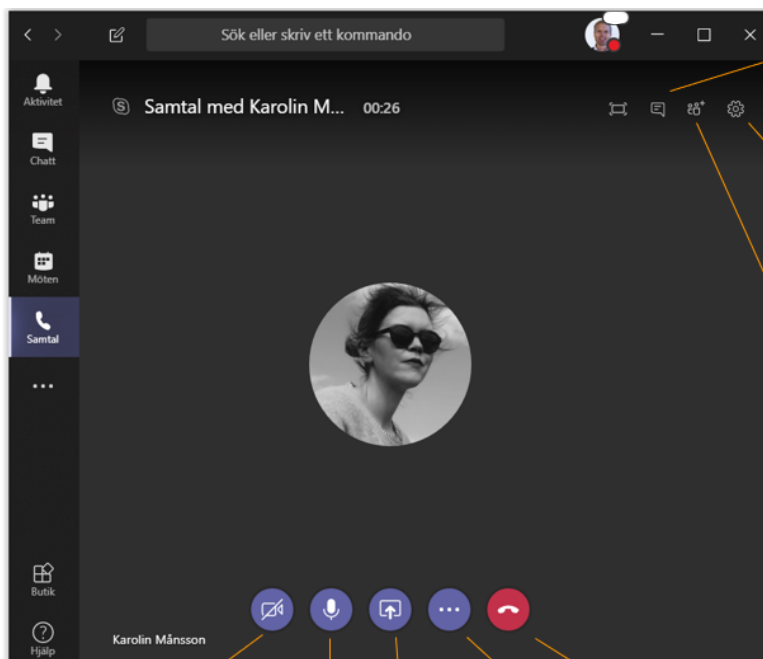 Sök eller skriv ett kommando
Aktivitet
Samtal med Karolin M... 00:26
Chatt
Team
Möten
Samtal
Butik
Karolin Månsson
Hjälp